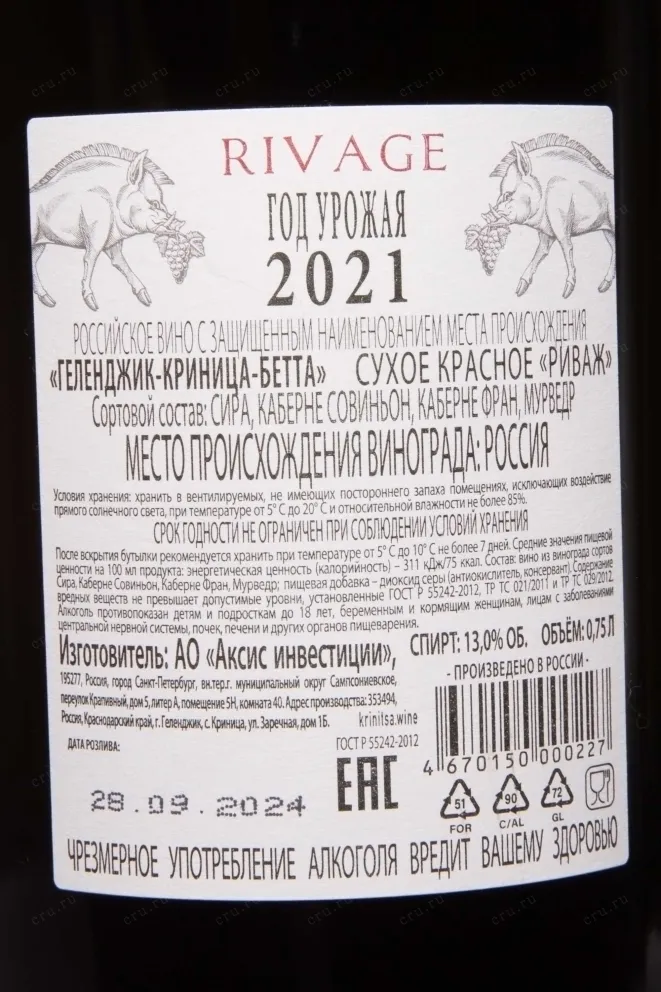 RIVAGE
ГОД УРОЖАЯ
2021
РОССИЙСКОЕ ВИНО С ЗАЩИЩЕННЫМ НАИМЕНОВАНИЕМ МЕСТА ПРОИСХОЖДЕНИЯ
«ГЕЛЕНДЖИК-КРИНИЦА-БЕТТА» СУХОЕ КРАСНОЕ «РИВАЖ»
Сортовой состав: СИРА, КАБЕРНЕ СОВИНЬОН, КАБЕРНЕ ФРАН, МУРВЕДР
МЕСТО ПРОИСХОЖДЕНИЯ ВИНОГРАДА: РОССИЯ
Условия хранения: хранить в вентилируемых, не имеющих постороннего запаха помещениях, исключающих воздействие
прямого солнечного света, при температуре от 5° С до 20° С и относительной влажности не более 85%.
СРОК ГОДНОСТИ НЕ ОГРАНИЧЕН ПРИ СОБЛЮДЕНИИ УСЛОВИЙ ХРАНЕНИЯ
После вскрытия бутылки рекомендуется хранить при температуре от 5° С до 10° С не более 7 дней. Средние значения пищевой
ценности на 100 мл продукта: энергетическая ценность (калорийность) – 311 кДж/75 ккал. Состав: вино из винограда сортов
Сира, Каберне Совиньон, Каберне Фран, Мурведр; пищевая добавка – диоксид серы (антиокислитель, консервант). Содержание
вредных веществ не превышает допустимые уровни, установленные ГОСТ Р 55242-2012, ТР ТС 021/2011 и ТР ТС 029/2012.
Алкоголь противопоказан детям и подросткам до 18 лет, беременным и кормящим женщинам, лицам с заболеваниями
центральной нервной системы, почек, печени и других органов пищеварения.
Изготовитель: АО «Аксис инвестиции», СПИРТ: 13,0% ОБ. ОБЪЁМ: 0,75 Л
195277, Россия, город Санкт-Петербург, вн.тер.г. муниципальный округ Сампсониевское,
переулок Крапивный, дом 5, литер А, помещение 5Н, комната 40. Адрес производства: 353494,
Россия, Краснодарский край, г. Геленджик, с. Криница, ул. Заречная, дом 1Б. krinitsa.wine
- ПРОИЗВЕДЕНО В РОССИИ -
4 670150 000227
ДАТА РОЗЛИВА:
ГОСТ Р 55242-2012
28.09.2024
ЕАС
51
FOR
90
C/AL
72
GL
ЧРЕЗМЕРНОЕ УПОТРЕБЛЕНИЕ АЛКОГОЛЯ ВРЕДИТ ВАШЕМУ ЗДОРОВЬЮ
cru.ru